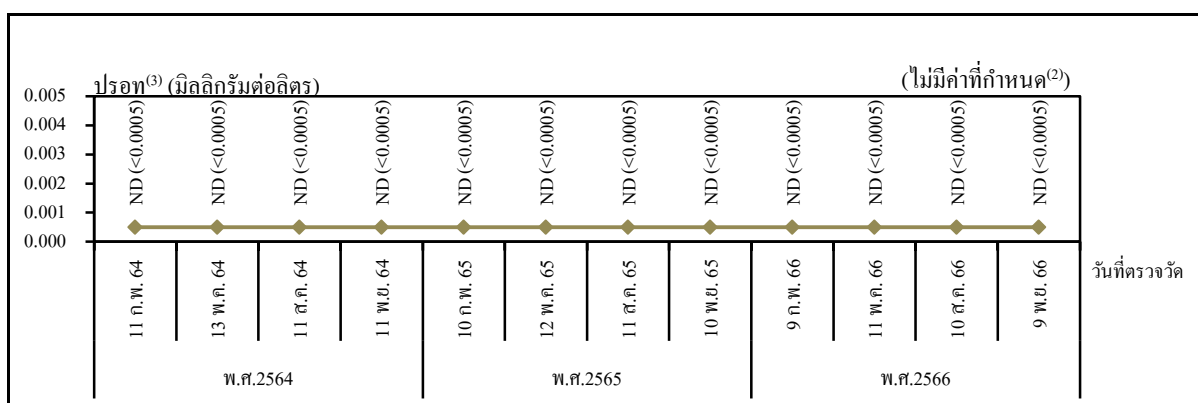 ปรอท(3) (มิลลิกรัมต่อลิตร) (ไม่มีค่าที่กำหนด(2))
0.005
0.004
0.003
0.002
0.001
0.000
ND (<0.0005) ND (<0.0005) ND (<0.0005) ND (<0.0005) ND (<0.0005) ND (<0.0005) ND (<0.0005) ND (<0.0005) ND (<0.0005) ND (<0.0005) ND (<0.0005) ND (<0.0005)
11 ก.พ. 64 13 พ.ค. 64 11 ส.ค. 64 11 พ.ย. 64 10 ก.พ. 65 12 พ.ค. 65 11 ส.ค. 65 10 พ.ย. 65 9 ก.พ. 66 11 พ.ค. 66 10 ส.ค. 66 9 พ.ย. 66 วันที่ตรวจวัด
พ.ศ.2564 พ.ศ.2565 พ.ศ.2566